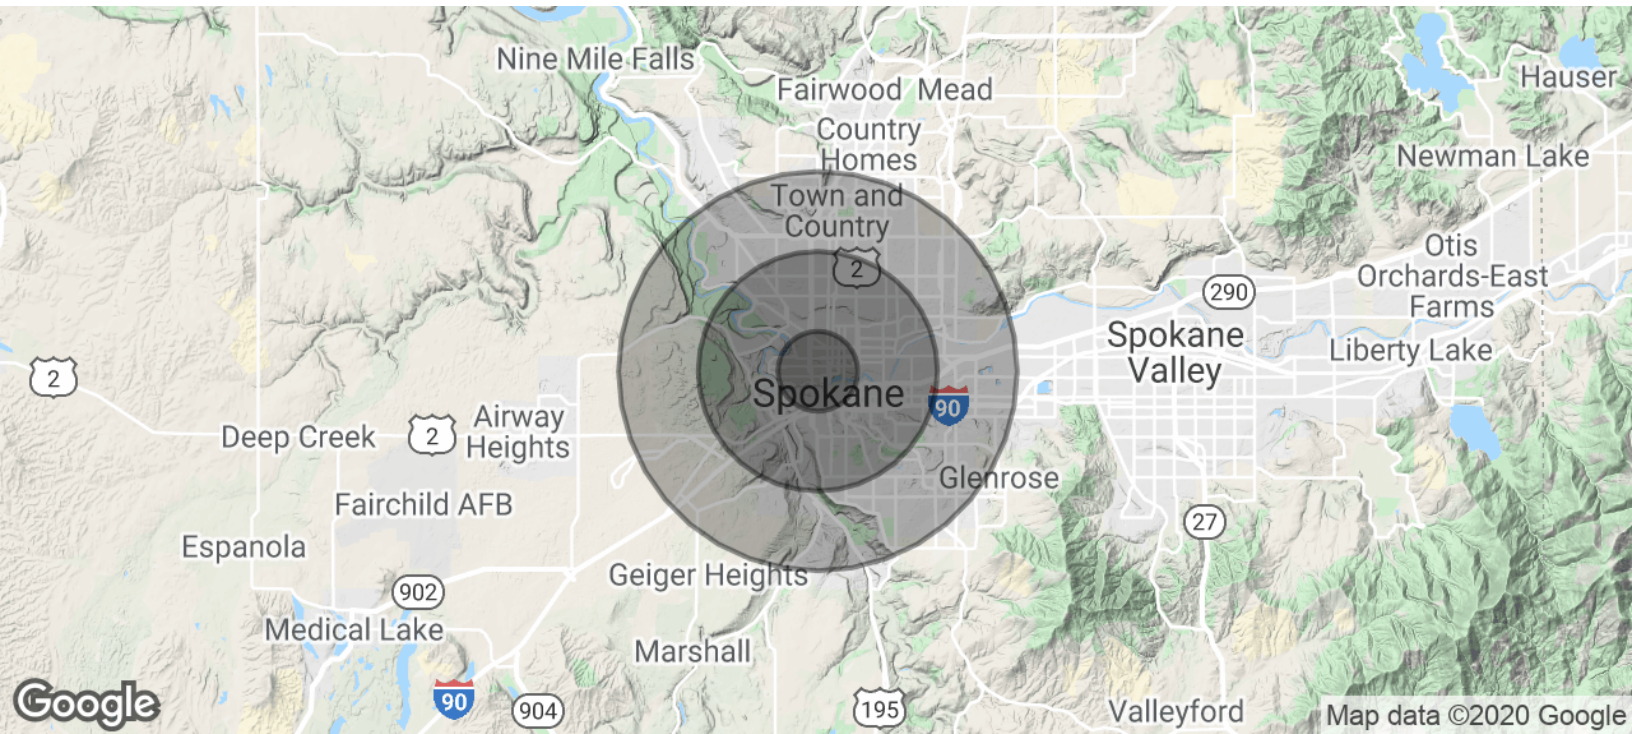 Nine Mile Falls
Fairwood Mead
Hauser
Country
Homes
Newman Lake
Town and
Country
2
Otis
Orchards-East
Farms
290
Spokane
Valley
Liberty Lake
2
Spokane
90
Airway
Heights
Deep Creek
2
Glenrose
Fairchild AFB
27
Espanola
Geiger Heights
902
Medical Lake
Marshall
90
904
195
Valleyford
Google
Map data ©2020 Google